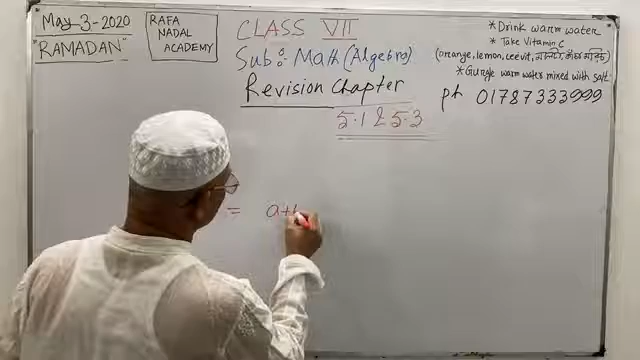 May-3-2020
"RAMADAN"
RAFA
NADAL
ACADEMY
CLASS VII
Sub: Math (Algebra)
Revision Chapter
5.1 & 5.3
* Drink warm water
* Take Vitamin C
(orange, lemon, ceevit,
* Gurgle warm water mixed with salt
ph 01787333999
= a+